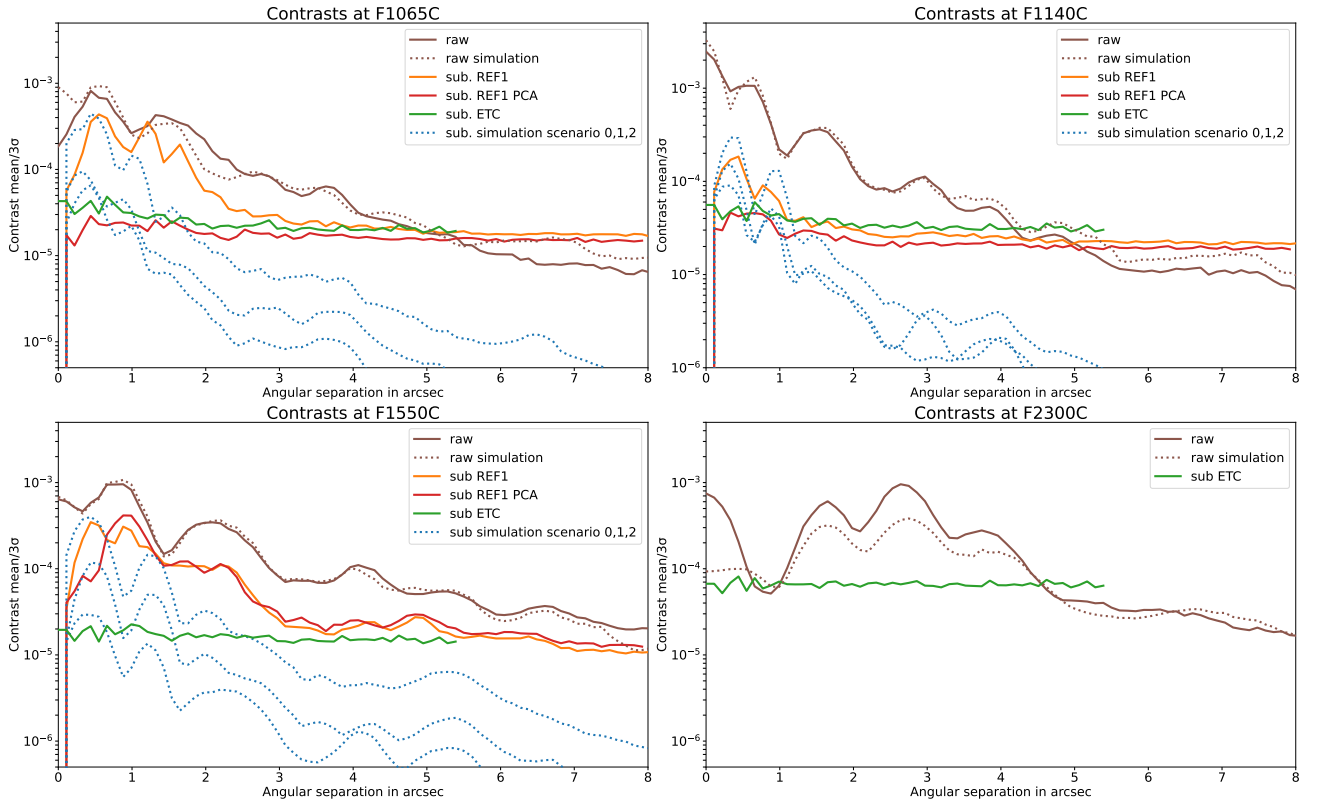 Contrasts at F1065C
Contrast mean/3σ
10⁻³
10⁻⁴
10⁻⁵
10⁻⁶
raw
raw simulation
sub. REF1
sub. REF1 PCA
sub. ETC
sub. simulation scenario 0,1,2
0 1 2 3 4 5 6 7 8
Angular separation in arcsec
Contrasts at F1140C
Contrast mean/3σ
10⁻³
10⁻⁴
10⁻⁵
10⁻⁶
raw
raw simulation
sub REF1
sub REF1 PCA
sub ETC
sub simulation scenario 0,1,2
0 1 2 3 4 5 6 7 8
Angular separation in arcsec
Contrasts at F1550C
Contrast mean/3σ
10⁻³
10⁻⁴
10⁻⁵
10⁻⁶
raw
raw simulation
sub REF1
sub REF1 PCA
sub ETC
sub simulation scenario 0,1,2
0 1 2 3 4 5 6 7 8
Angular separation in arcsec
Contrasts at F2300C
Contrast mean/3σ
10⁻³
10⁻⁴
10⁻⁵
10⁻⁶
raw
raw simulation
sub ETC
0 1 2 3 4 5 6 7 8
Angular separation in arcsec